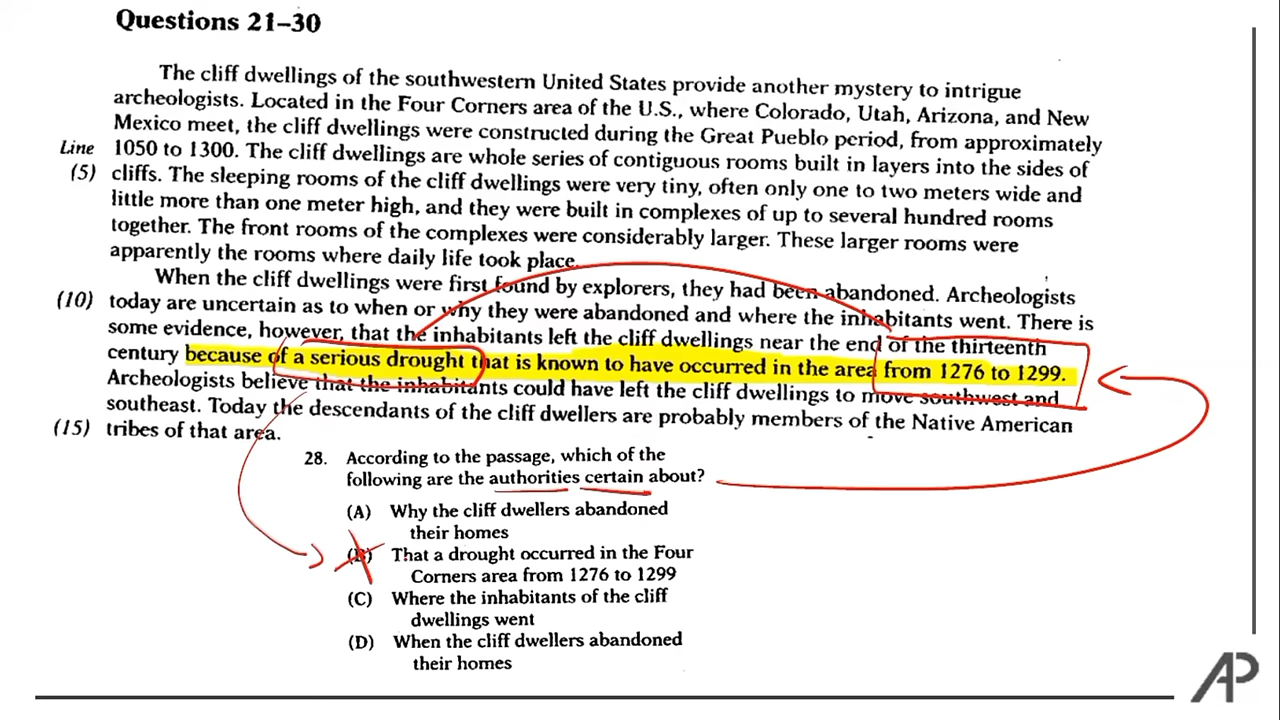 Questions 21–30
The cliff dwellings of the southwestern United States provide another mystery to intrigue
archeologists. Located in the Four Corners area of the U.S., where Colorado, Utah, Arizona, and New
Mexico meet, the cliff dwellings were constructed during the Great Pueblo period, from approximately
Line 1050 to 1300. The cliff dwellings are whole series of contiguous rooms built in layers into the sides of
(5) cliffs. The sleeping rooms of the cliff dwellings were very tiny, often only one to two meters wide and
little more than one meter high, and they were built in complexes of up to several hundred rooms
together. The front rooms of the complexes were considerably larger. These larger rooms were
apparently the rooms where daily life took place.
When the cliff dwellings were first found by explorers, they had been abandoned. Archeologists
(10) today are uncertain as to when or why they were abandoned and where the inhabitants went. There is
some evidence, however, that the inhabitants left the cliff dwellings near the end of the thirteenth
century because of a serious drought that is known to have occurred in the area from 1276 to 1299.
Archeologists believe that the inhabitants could have left the cliff dwellings to move southwest and
southeast. Today the descendants of the cliff dwellers are probably members of the Native American
(15) tribes of that area.
28. According to the passage, which of the
following are the authorities certain about?
(A) Why the cliff dwellers abandoned
their homes
(B) That a drought occurred in the Four
Corners area from 1276 to 1299
(C) Where the inhabitants of the cliff
dwellings went
(D) When the cliff dwellers abandoned
their homes
AP